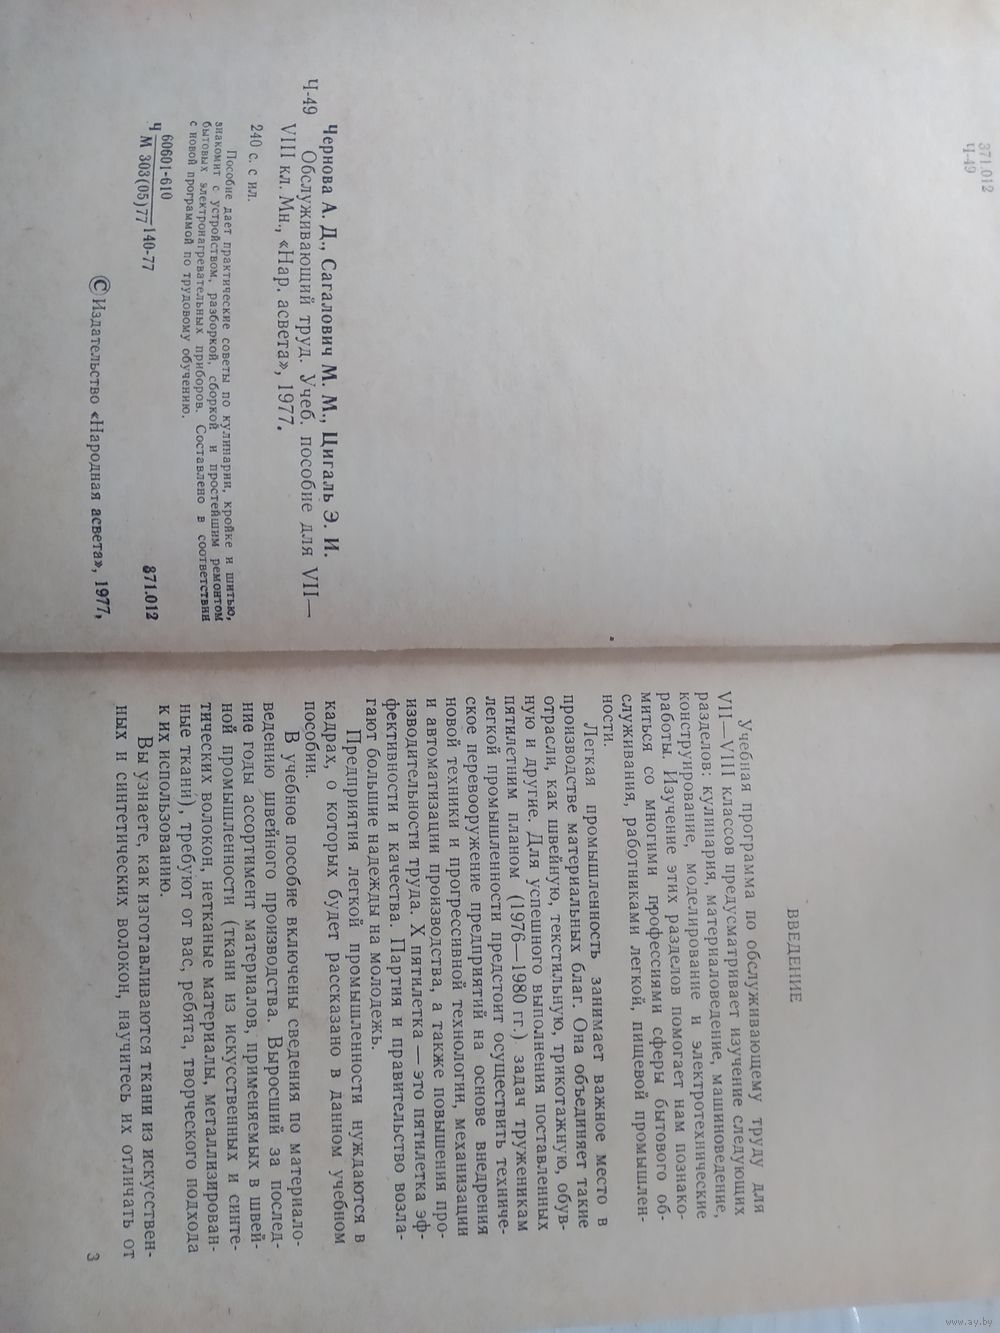 371.012
Ч-49
Чернова А. Д., Сагалович М. М., Цигаль Э. И.
Ч-49 Обслуживающий труд. Учеб. пособие для VII—
VIII кл. Мн., «Нар. асвета», 1977.
240 с. с ил.
Пособие дает практические советы по кулинарии, кройке и шитью,
знакомит с устройством, разборкой, сборкой и простейшим ремонтом
бытовых электронагревательных приборов. Составлено в соответствии
с новой программой по трудовому обучению.
60601-610
Ч ――――― 140-77
М 303(05)77
371.012
© Издательство «Народная асвета», 1977,
ВВЕДЕНИЕ
Учебная программа по обслуживающему труду для
VII—VIII классов предусматривает изучение следующих
разделов: кулинария, материаловедение, машиноведение,
конструирование, моделирование и электротехнические
работы. Изучение этих разделов помогает нам познако-
миться со многими профессиями сферы бытового об-
служивания, работниками легкой, пищевой промышлен-
ности.
Легкая промышленность занимает важное место в
производстве материальных благ. Она объединяет такие
отрасли, как швейную, текстильную, трикотажную, обув-
ную и другие. Для успешного выполнения поставленных
пятилетним планом (1976—1980 гг.) задач труженикам
легкой промышленности предстоит осуществить техниче-
ское перевооружение предприятий на основе внедрения
новой техники и прогрессивной технологии, механизации
и автоматизации производства, а также повышения про-
изводительности труда. X пятилетка — это пятилетка эф-
фективности и качества. Партия и правительство возла-
гают большие надежды на молодежь.
Предприятия легкой промышленности нуждаются в
кадрах, о которых будет рассказано в данном учебном
пособии.
В учебное пособие включены сведения по материало-
ведению швейного производства. Выросший за послед-
ние годы ассортимент материалов, применяемых в швей-
ной промышленности (ткани из искусственных и синте-
тических волокон, нетканые материалы, металлизирован-
ные ткани), требуют от вас, ребята, творческого подхода
к их использованию.
Вы узнаете, как изготавливаются ткани из искусствен-
ных и синтетических волокон, научитесь их отличать от
3
www.ay.by